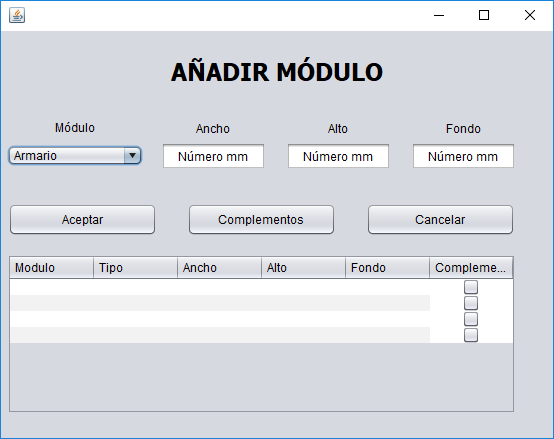 AÑADIR MÓDULO
Módulo Ancho Alto Fondo
Armario Número mm Número mm Número mm
Aceptar Complementos Cancelar
Modulo Tipo Ancho Alto Fondo Compleme...